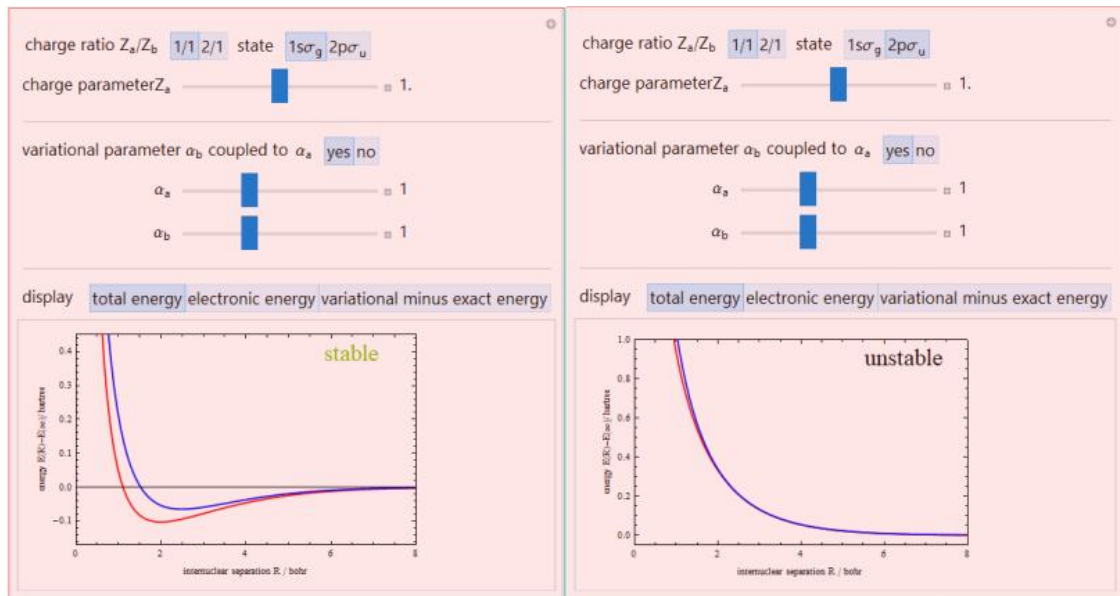 charge ratio Za/Zb 1/1 2/1 state 1sσg 2pσu
charge parameterZa 1.
variational parameter αb coupled to αa yes no
αa 1
αb 1
display total energy electronic energy variational minus exact energy
stable
0.4
0.3
0.2
0.1
0.0
−0.1
energy E(R)−E(∞)/ hartree
0 2 4 6 8
internuclear separation R / bohr
charge ratio Za/Zb 1/1 2/1 state 1sσg 2pσu
charge parameterZa 1.
variational parameter αb coupled to αa yes no
αa 1
αb 1
display total energy electronic energy variational minus exact energy
unstable
1.0
0.8
0.6
0.4
0.2
0.0
energy E(R)−E(∞)/ hartree
0 2 4 6 8
internuclear separation R / bohr